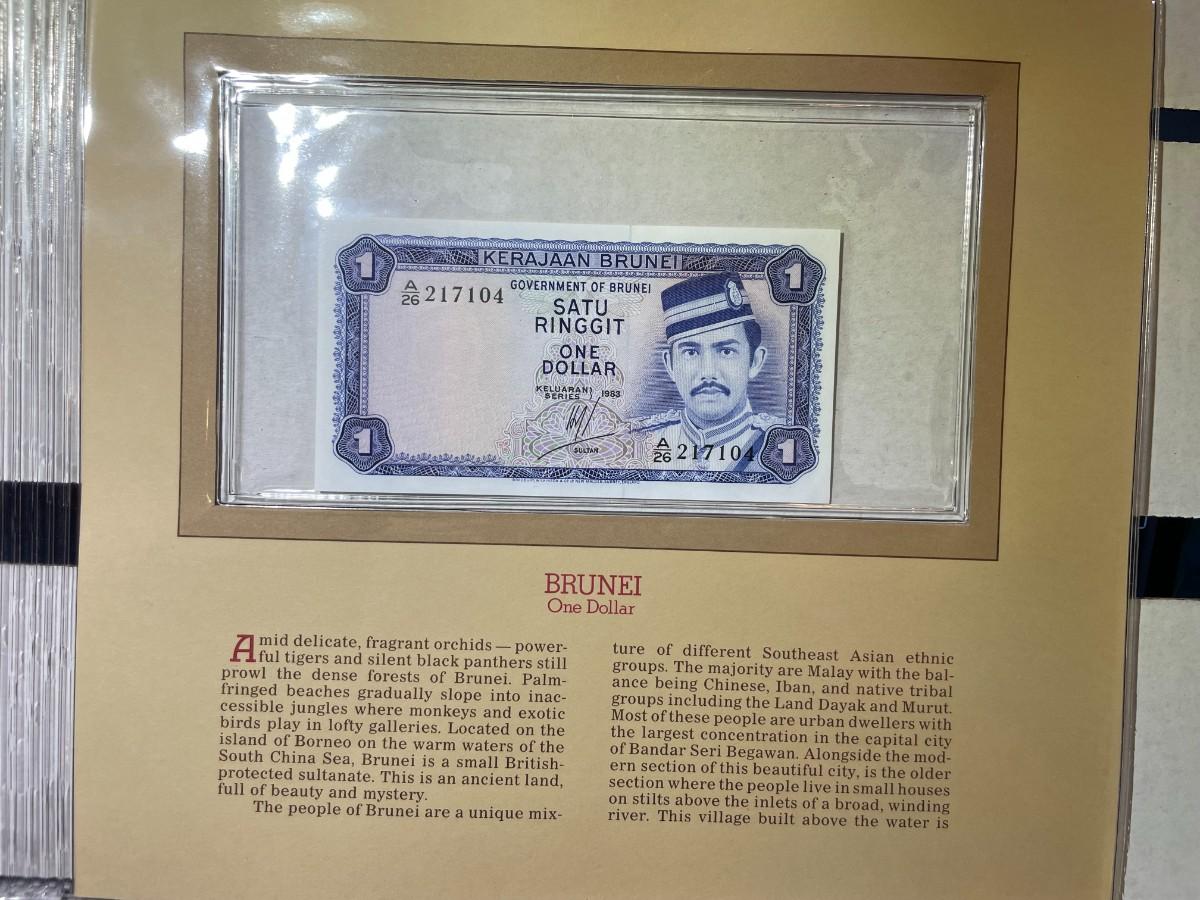 KERAJAAN BRUNEI
1
1
A/26 217104
GOVERNMENT OF BRUNEI
SATU
RINGGIT
ONE
DOLLAR
KELUARAN
SERIES } 1983
SULTAN
A/26 217104
1
1
BRUNEI
One Dollar
Amid delicate, fragrant orchids — power-
ful tigers and silent black panthers still
prowl the dense forests of Brunei. Palm-
fringed beaches gradually slope into inac-
cessible jungles where monkeys and exotic
birds play in lofty galleries. Located on the
island of Borneo on the warm waters of the
South China Sea, Brunei is a small British-
protected sultanate. This is an ancient land,
full of beauty and mystery.
The people of Brunei are a unique mix-
ture of different Southeast Asian ethnic
groups. The majority are Malay with the bal-
ance being Chinese, Iban, and native tribal
groups including the Land Dayak and Murut.
Most of these people are urban dwellers with
the largest concentration in the capital city
of Bandar Seri Begawan. Alongside the mod-
ern section of this beautiful city, is the older
section where the people live in small houses
on stilts above the inlets of a broad, winding
river. This village built above the water is